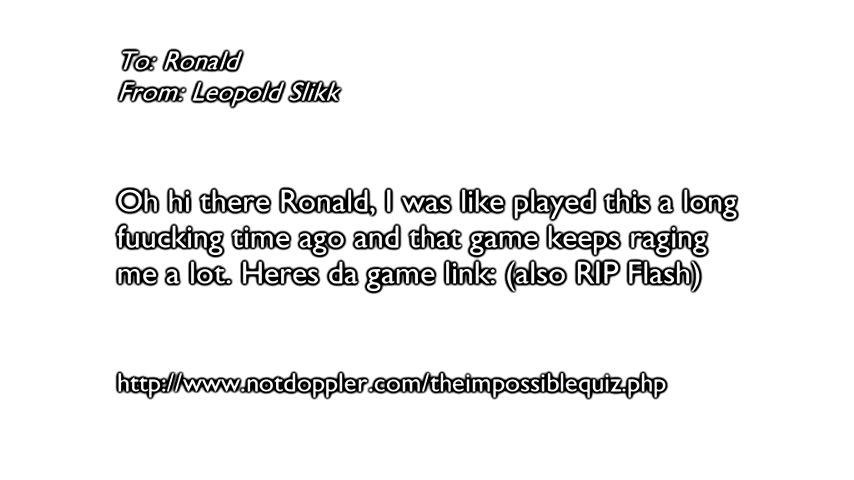 To: Ronald
From: Leopold Slikk
Oh hi there Ronald, I was like played this a long
fuucking time ago and that game keeps raging
me a lot. Heres da game link: (also RIP Flash)
http://www.notdoppler.com/theimpossiblequiz.php